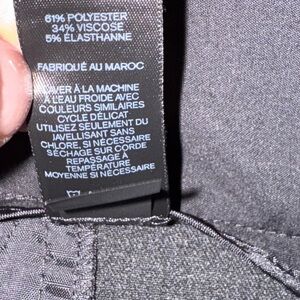 61% POLYESTER
34% VISCOSE
5% ÉLASTHANNE
FABRIQUÉ AU MAROC
LAVER À LA MACHINE
À L'EAU FROIDE AVEC
COULEURS SIMILAIRES
CYCLE DÉLICAT
UTILISEZ SEULEMENT DU
JAVELLISANT SANS
CHLORE, SI NÉCESSAIRE
SÉCHAGE SUR CORDE
REPASSAGE À
TEMPÉRATURE
MOYENNE SI NÉCESSAIRE